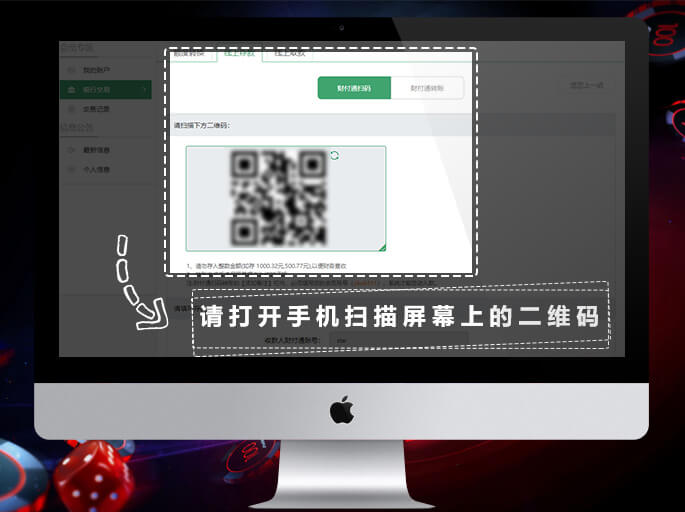 会员专区
我的账户
银行交易
交易记录
信息公告
最新信息
个人信息
额度转换
线上存款
线上取款
财付通扫码
财付通转账
返回上一级
请扫描下方二维码：
1、请勿存入整数金额(如存 1000.32元,500.77元),以便财务查收
请打开手机扫描屏幕上的二维码
收款人财付通账号：